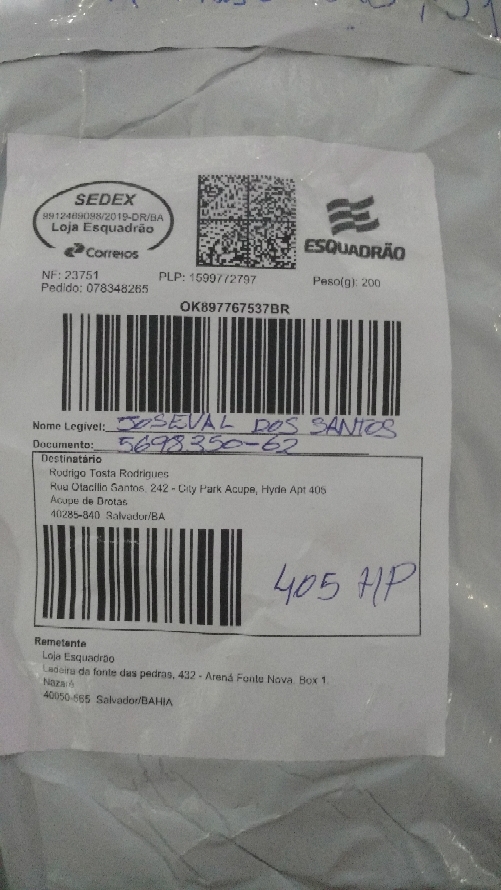 SEDEX
9912469098/2019-DR/BA
Loja Esquadrão
Correios
ESQUADRÃO
NF: 23751 PLP: 1599772797 Peso(g): 200
Pedido: 078348265
OK897767537BR
Nome Legível: JOSEVAL DOS SANTOS
Documento: 5698350-62
Destinatário
Rodrigo Tosta Rodrigues
Rua Otacílio Santos, 242 - City Park Acupe, Hyde Apt 405
Acupe de Brotas
40285-840 Salvador/BA
405 HP
Remetente
Loja Esquadrão
Ladeira da fonte das pedras, 432 - Arena Fonte Nova, Box 1,
Nazaré
40050-565 Salvador/BAHIA